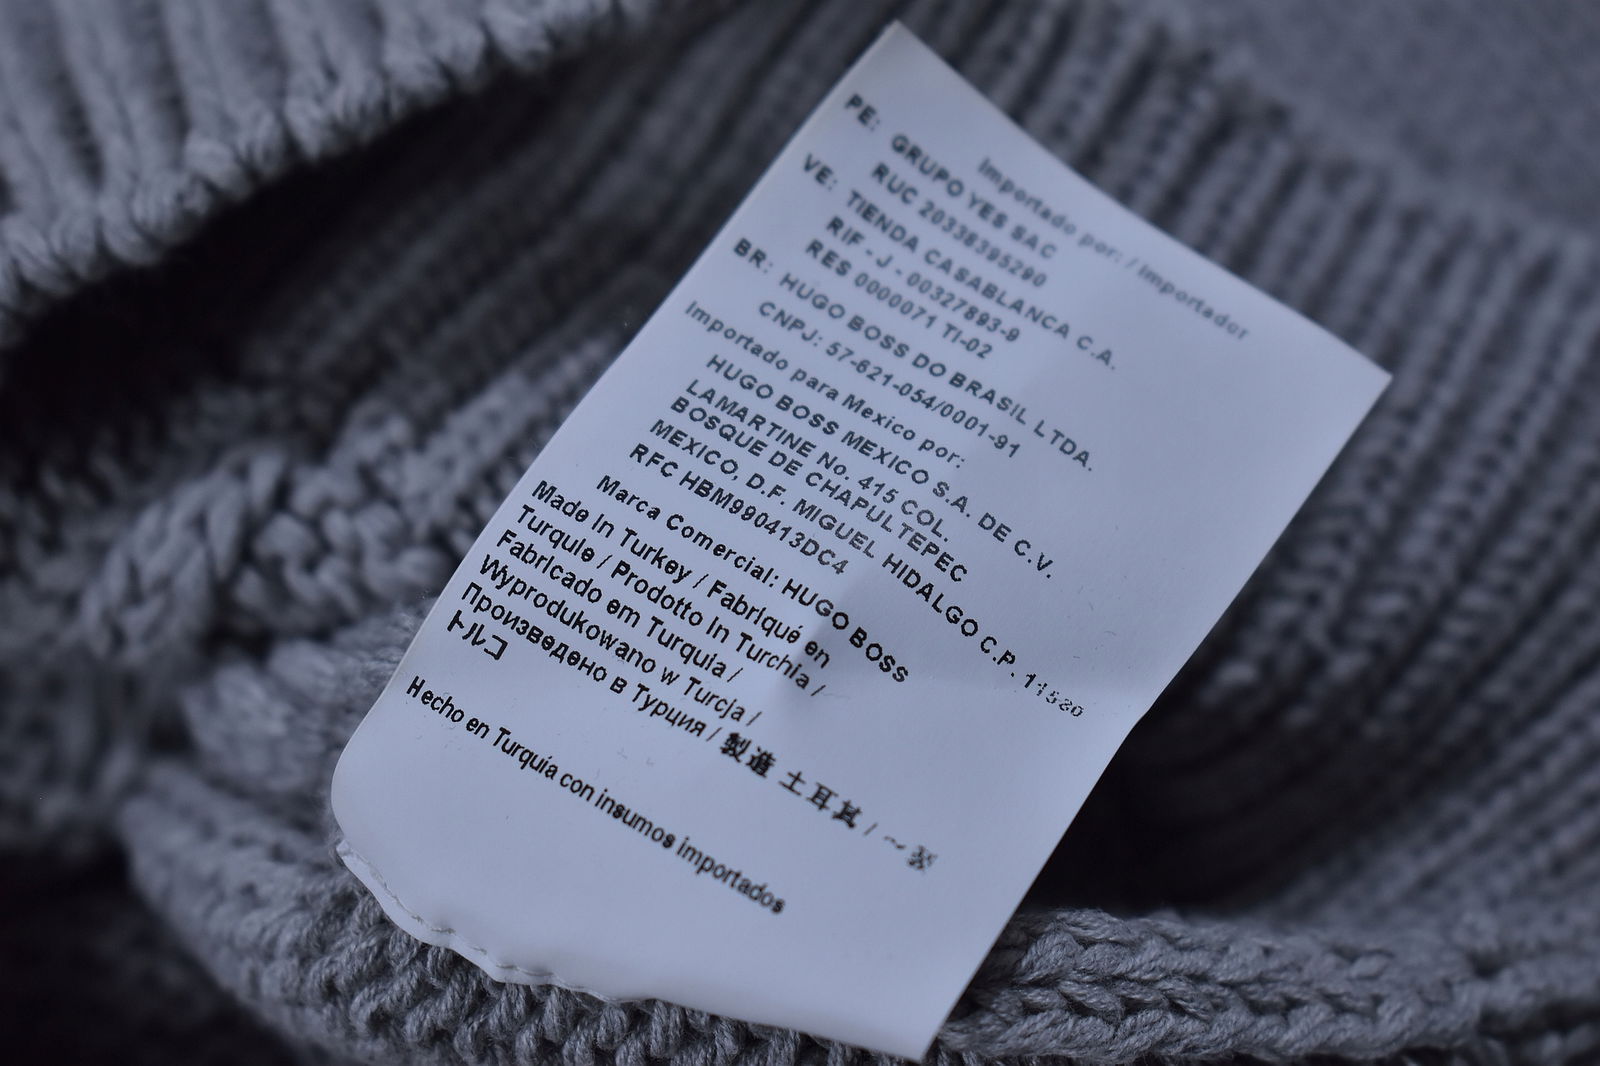 Importado por: / Importador
PE: GRUPO YES SAC
RUC 20338395290
VE: TIENDA CASABLANCA C.A.
RIF - J - 00327893-9
RES 0000071 TI-02
BR: HUGO BOSS DO BRASIL LTDA.
CNPJ: 57-621-054/0001-91
Importado para Mexico por:
HUGO BOSS MEXICO S.A. DE C.V.
LAMARTINE No. 415 COL.
BOSQUE DE CHAPULTEPEC
MEXICO, D.F. MIGUEL HIDALGO C.P. 11520
RFC HBM990413DC4
Marca Comercial: HUGO BOSS
Made In Turkey / Fabriqué en
Turquie / Prodotto In Turchia /
Fabricado em Turquia /
Wyprodukowano w Turcja /
Произведено в Турция / 製造 土耳其 / 製
トルコ
Hecho en Turquía con insumos importados